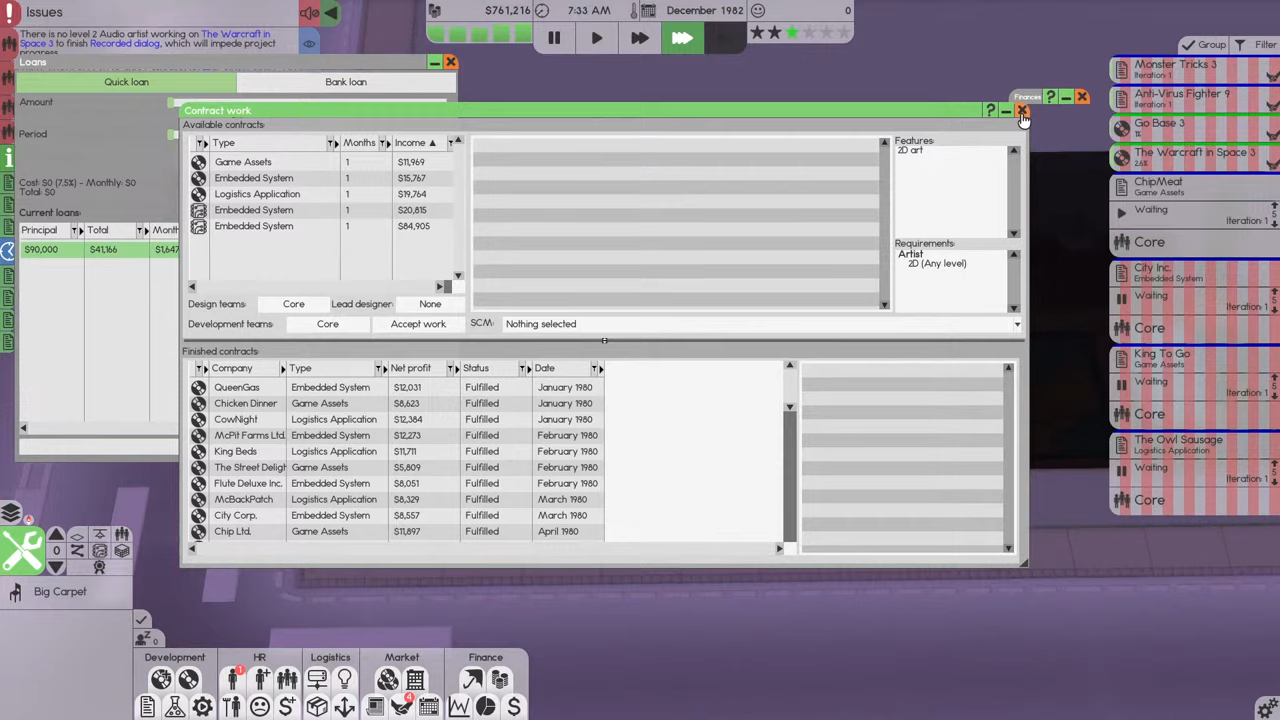 Issues
$761,216
7:33 AM
December 1982
0
There is no level 2 Audio artist working on The Warcraft in
Space 3 to finish Recorded dialog, which will impede project
Loans
Quick loan
Bank loan
Amount
Period
Cost: $0 (7.5%) - Monthly: $0
Total: $0
Current loans:
Principal
Total
Month
$90,000
$41,166
$1,647
Finances
Contract work
Available contracts:
Type
Months
Income
Game Assets
1
$11,969
Embedded System
1
$15,767
Logistics Application
1
$19,764
Embedded System
1
$20,815
Embedded System
1
$84,905
Features:
2D art
Requirements:
Artist
2D (Any level)
Design teams:
Core
Lead designer:
None
Development teams:
Core
Accept work
SCM:
Nothing selected
Finished contracts:
Company
Type
Net profit
Status
Date
QueenGas
Embedded System
$12,031
Fulfilled
January 1980
Chicken Dinner
Game Assets
$8,623
Fulfilled
January 1980
CowNight
Logistics Application
$12,384
Fulfilled
January 1980
McPit Farms Ltd.
Embedded System
$12,273
Fulfilled
February 1980
King Beds
Logistics Application
$11,711
Fulfilled
February 1980
The Street Deligh
Game Assets
$5,809
Fulfilled
February 1980
Flute Deluxe Inc.
Embedded System
$8,051
Fulfilled
February 1980
McBackPatch
Logistics Application
$8,329
Fulfilled
March 1980
City Corp.
Embedded System
$8,557
Fulfilled
March 1980
Chip Ltd.
Game Assets
$11,897
Fulfilled
April 1980
Group
Filter
Monster Tricks 3
Iteration: 1
Anti-Virus Fighter 9
Iteration: 1
Go Base 3
1%
The Warcraft in Space 3
26%
ChipMeat
Game Assets
Waiting
Iteration: 1
5
Core
City Inc.
Embedded System
Waiting
Iteration: 1
5
Core
King To Go
Game Assets
Waiting
Iteration: 1
5
Core
The Owl Sausage
Logistics Application
Waiting
Iteration: 1
5
Core
0
Big Carpet
0
Development
HR
Logistics
Market
Finance
1
4